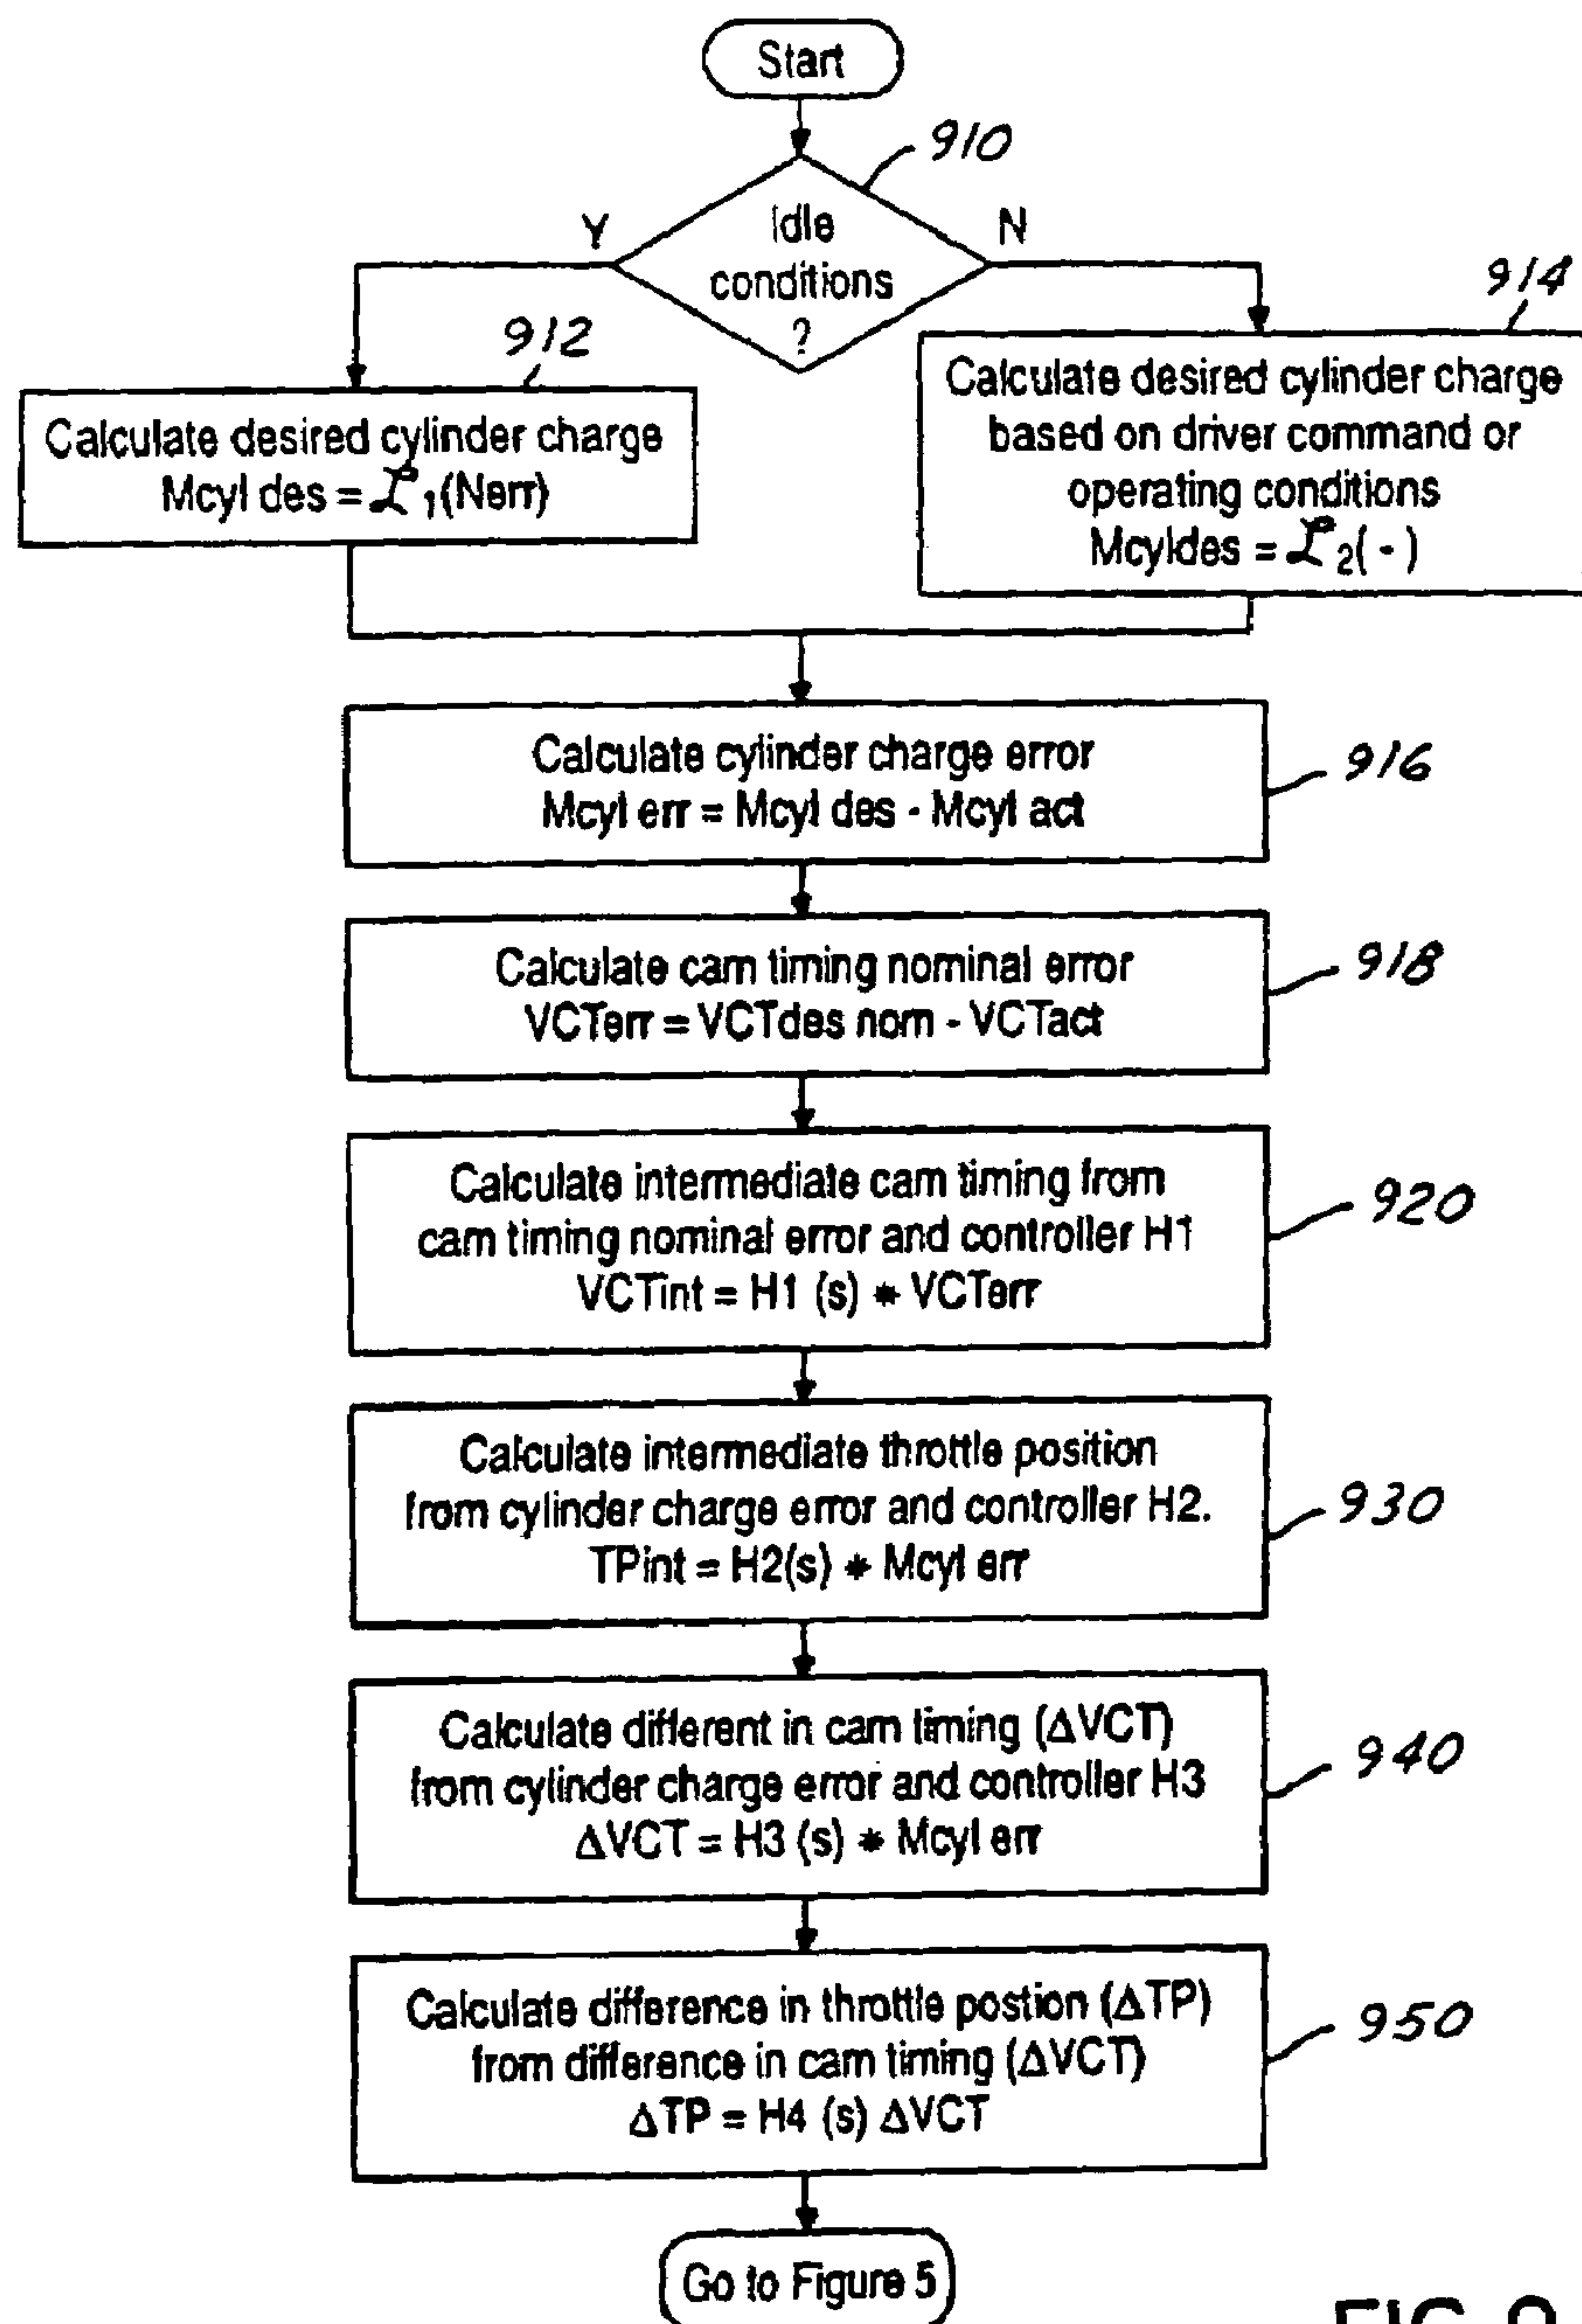 Start
910
Idle
conditions
?
Y
N
912
Calculate desired cylinder charge
Mcyl des = ℒ 1(Nerr)
914
Calculate desired cylinder charge
based on driver command or
operating conditions
Mcyldes = ℒ 2( - )
Calculate cylinder charge error
Mcyl err = Mcyl des - Mcyl act
916
Calculate cam timing nominal error
VCTerr = VCTdes nom - VCTact
918
Calculate intermediate cam timing from
cam timing nominal error and controller H1
VCTint = H1 (s) * VCTerr
920
Calculate intermediate throttle position
from cylinder charge error and controller H2.
TPint = H2(s) * Mcyl err
930
Calculate different in cam timing (ΔVCT)
from cylinder charge error and controller H3
ΔVCT = H3 (s) * Mcyl err
940
Calculate difference in throttle postion (ΔTP)
from difference in cam timing (ΔVCT)
ΔTP = H4 (s) ΔVCT
950
Go to Figure 5